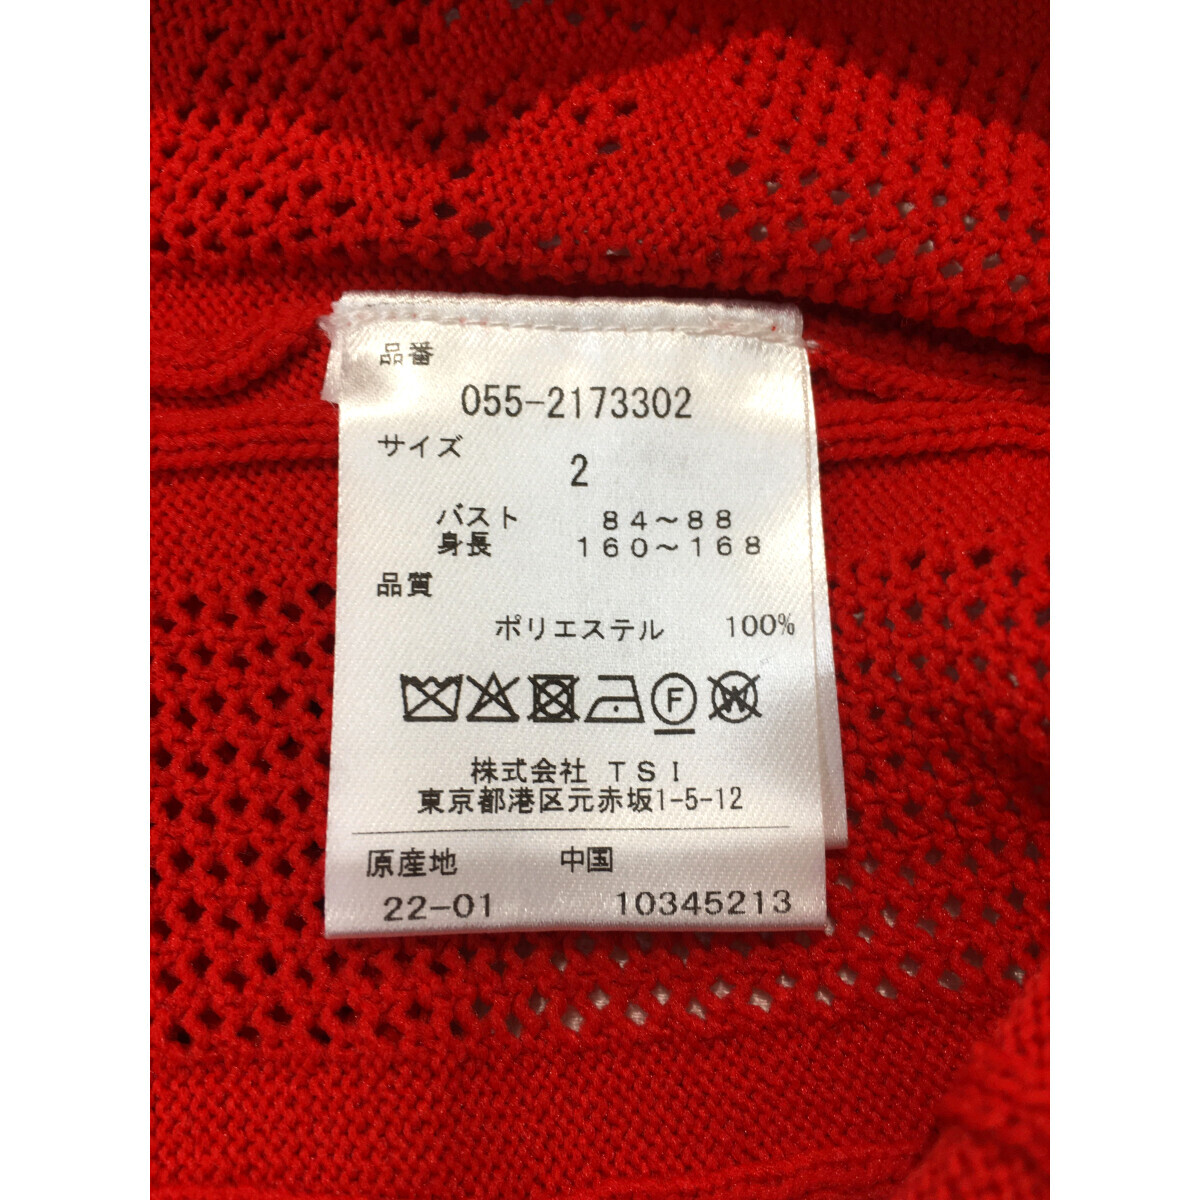 品番
055-2173302
サイズ
2
バスト 84～88
身長 160～168
品質
ポリエステル 100%
F W
株式会社 TSI
東京都港区元赤坂1-5-12
原産地 中国
22-01 10345213